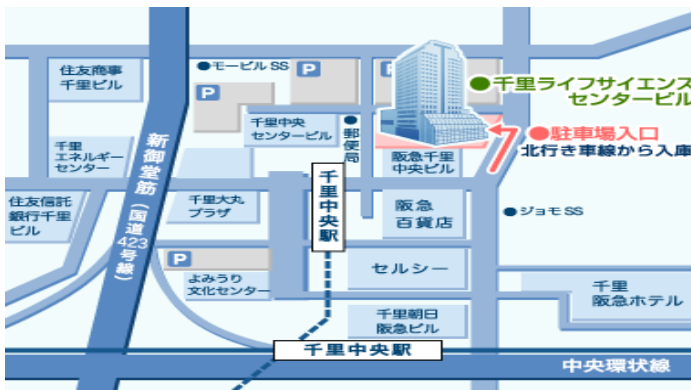 住友商事
千里ビル
●モービルSS
P
P
P
●千里ライフサイエンス
センタービル
千里中央
センタービル
●郵便局
●駐車場入口
北行き車線から入庫
新御堂筋（国道423号線）
千里
エネルギー
センター
阪急千里
中央ビル
千里中央駅
住友信託
銀行千里
ビル
千里大丸
プラザ
阪急
百貨店
●ジョモSS
P
よみうり
文化センター
セルシー
千里
阪急ホテル
千里朝日
阪急ビル
千里中央駅
中央環状線